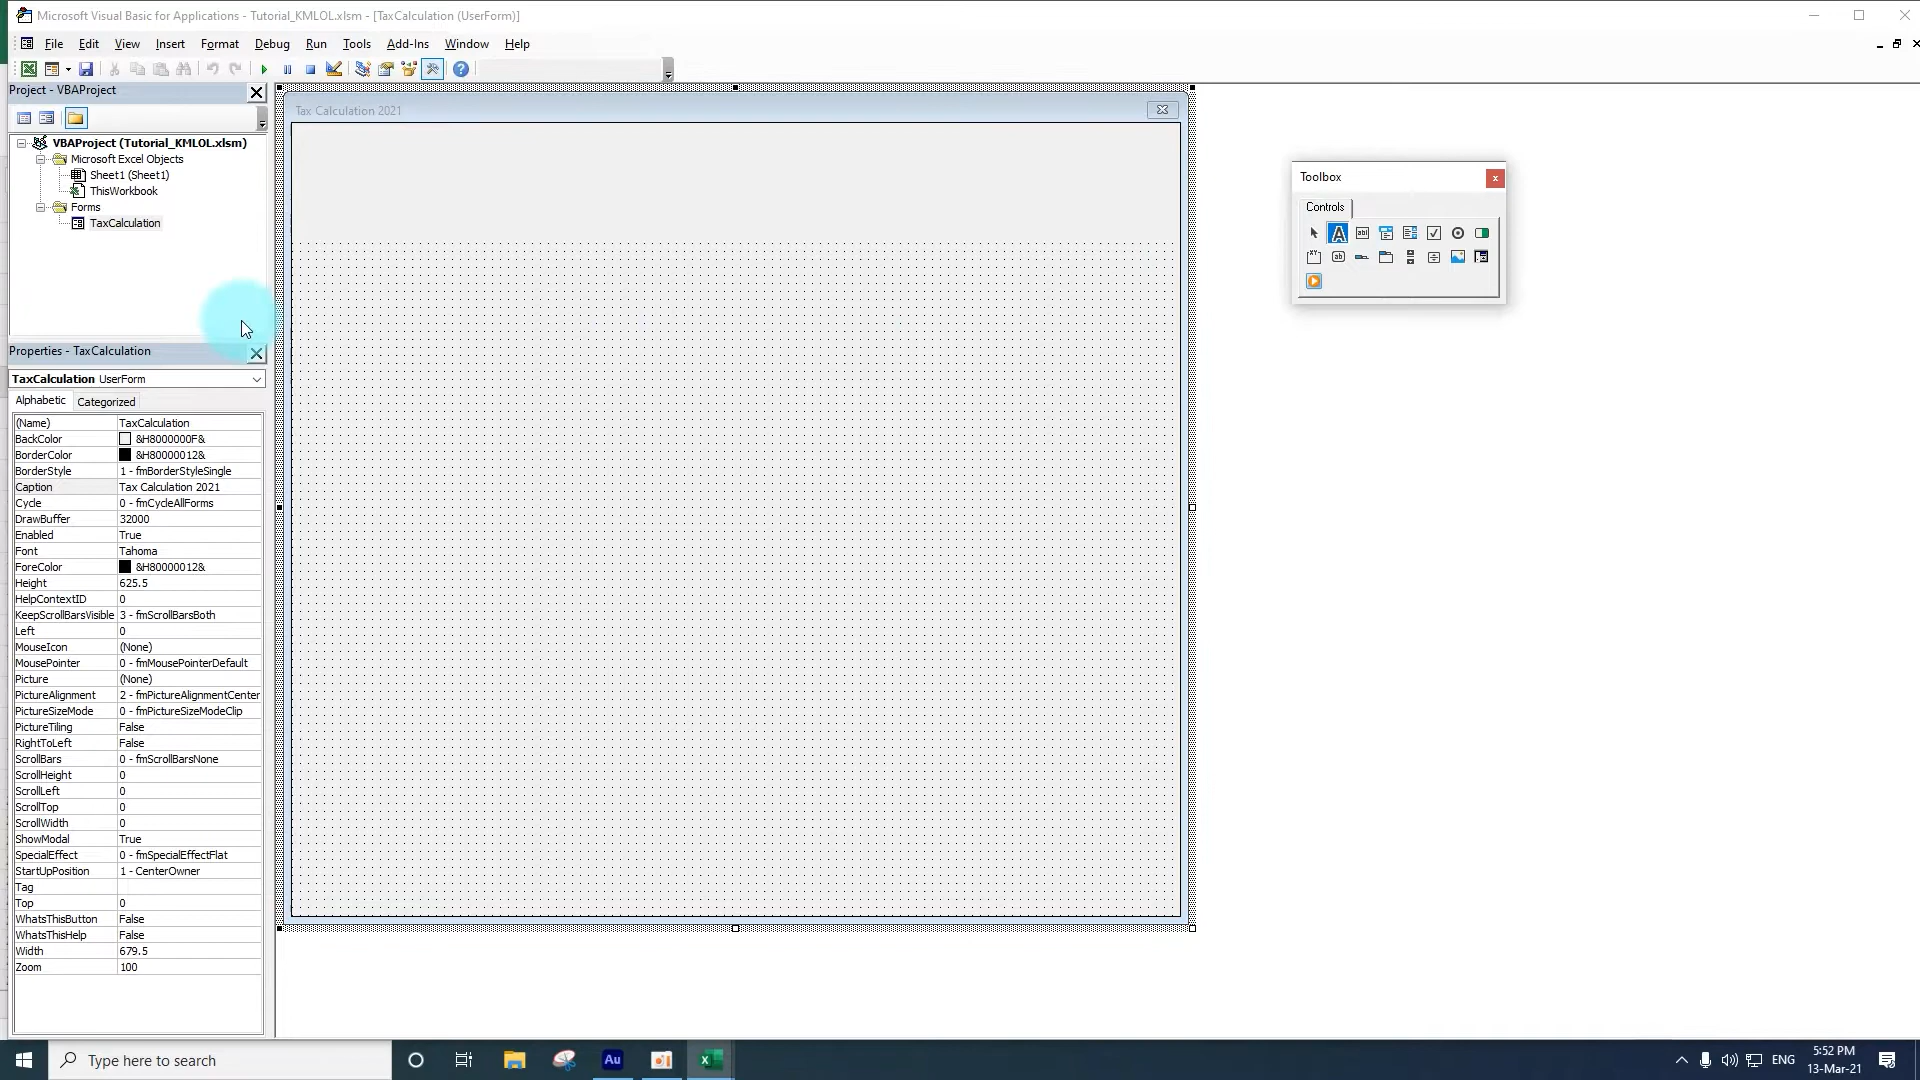 Microsoft Visual Basic for Applications - Tutorial_KMLOL.xlsm - [TaxCalculation (UserForm)]
File Edit View Insert Format Debug Run Tools Add-Ins Window Help
Project - VBAProject
VBAProject (Tutorial_KMLOL.xlsm)
Microsoft Excel Objects
Sheet1 (Sheet1)
ThisWorkbook
Forms
TaxCalculation
Tax Calculation 2021
Toolbox
Controls
Properties - TaxCalculation
TaxCalculation UserForm
Alphabetic Categorized
(Name) TaxCalculation
BackColor &H8000000F&
BorderColor &H80000012&
BorderStyle 1 - fmBorderStyleSingle
Caption Tax Calculation 2021
Cycle 0 - fmCycleAllForms
DrawBuffer 32000
Enabled True
Font Tahoma
ForeColor &H80000012&
Height 625.5
HelpContextID 0
KeepScrollBarsVisible 3 - fmScrollBarsBoth
Left 0
MouseIcon (None)
MousePointer 0 - fmMousePointerDefault
Picture (None)
PictureAlignment 2 - fmPictureAlignmentCenter
PictureSizeMode 0 - fmPictureSizeModeClip
PictureTiling False
RightToLeft False
ScrollBars 0 - fmScrollBarsNone
ScrollHeight 0
ScrollLeft 0
ScrollTop 0
ScrollWidth 0
ShowModal True
SpecialEffect 0 - fmSpecialEffectFlat
StartUpPosition 1 - CenterOwner
Tag
Top 0
WhatsThisButton False
WhatsThisHelp False
Width 679.5
Zoom 100
Type here to search
Au
ENG
5:52 PM
13-Mar-21